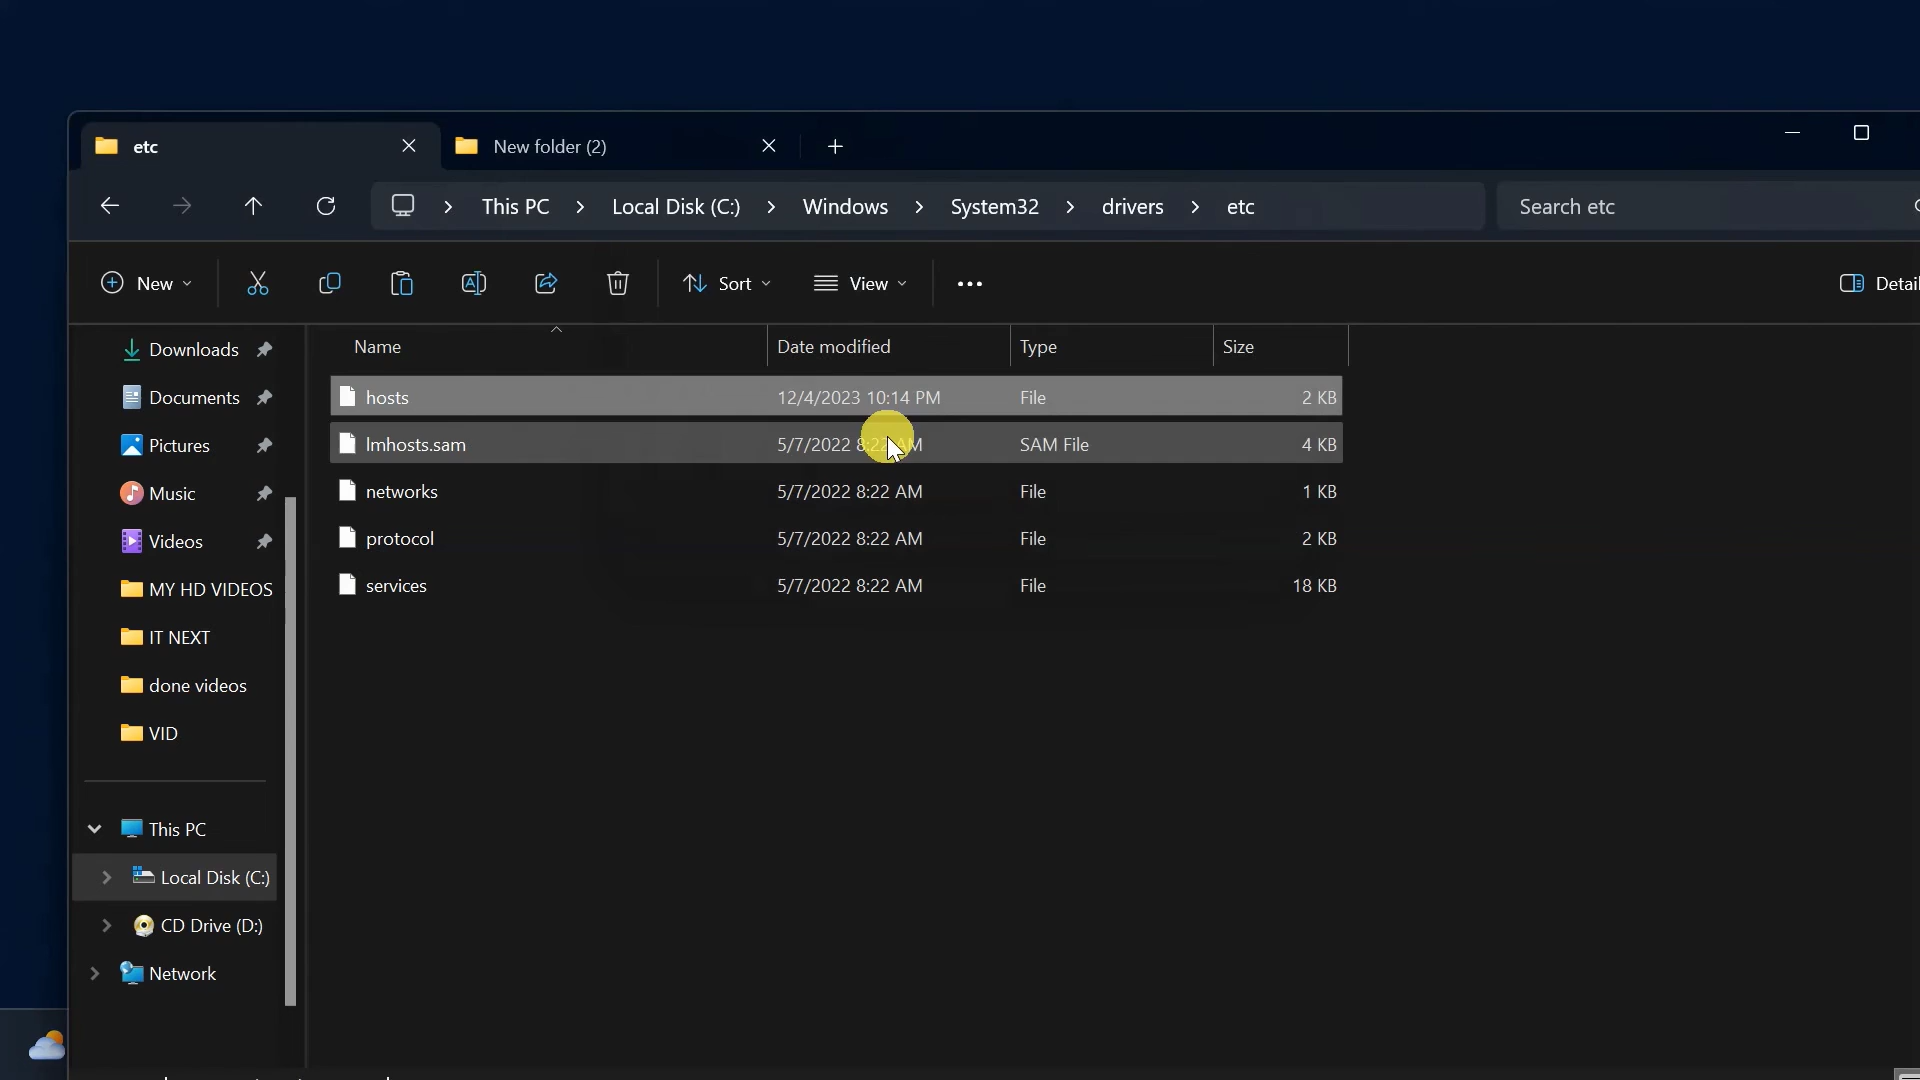 etc
New folder (2)
This PC
Local Disk (C:)
Windows
System32
drivers
etc
Search etc
New
Sort
View
Name
Date modified
Type
Size
hosts 12/4/2023 10:14 PM File 2 KB
lmhosts.sam 5/7/2022 8:22 AM SAM File 4 KB
networks 5/7/2022 8:22 AM File 1 KB
protocol 5/7/2022 8:22 AM File 2 KB
services 5/7/2022 8:22 AM File 18 KB
Downloads
Documents
Pictures
Music
Videos
MY HD VIDEOS
IT NEXT
done videos
VID
This PC
Local Disk (C:)
CD Drive (D:)
Network